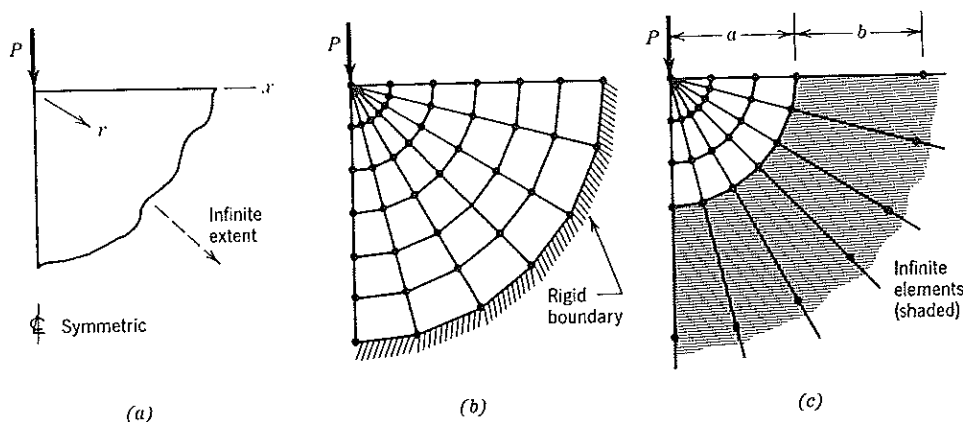 P
x
r
Infinite
extent
℄ Symmetric
(a)
P
Rigid
boundary
(b)
P
a
b
Infinite
elements
(shaded)
(c)